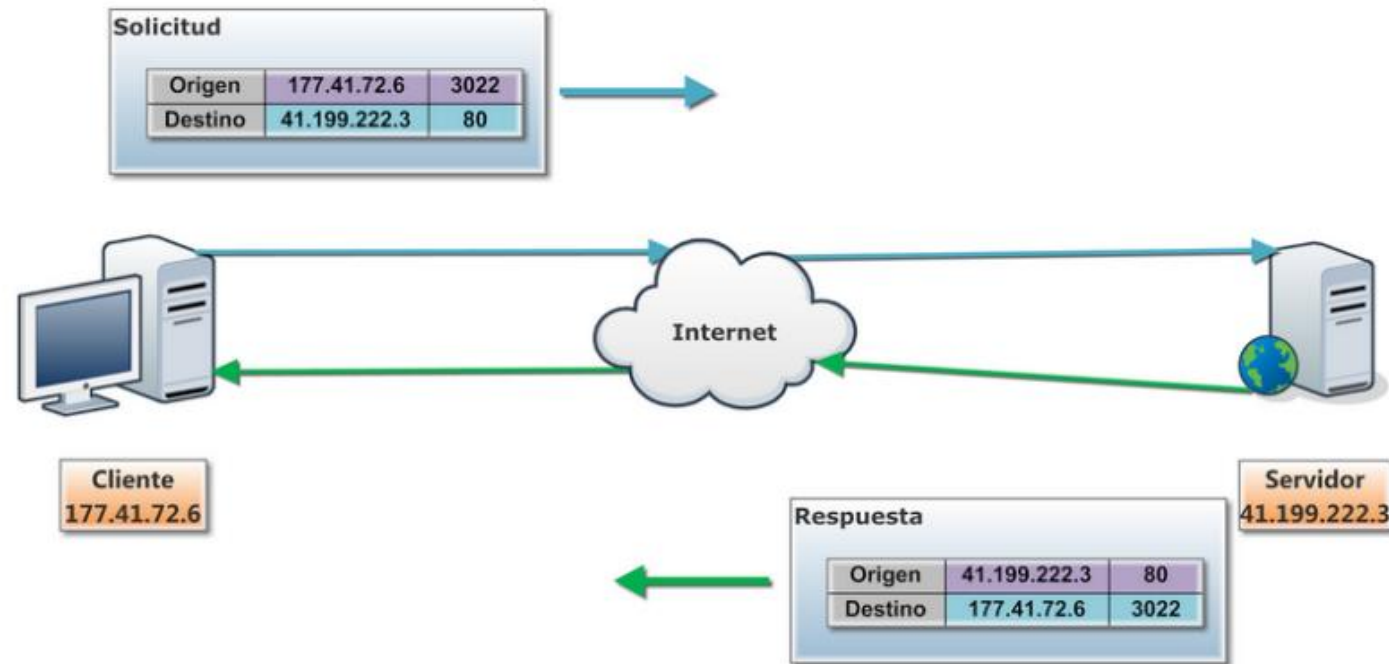 Solicitud
Origen 177.41.72.6 3022
Destino 41.199.222.3 80
Internet
Cliente
177.41.72.6
Servidor
41.199.222.3
Respuesta
Origen 41.199.222.3 80
Destino 177.41.72.6 3022